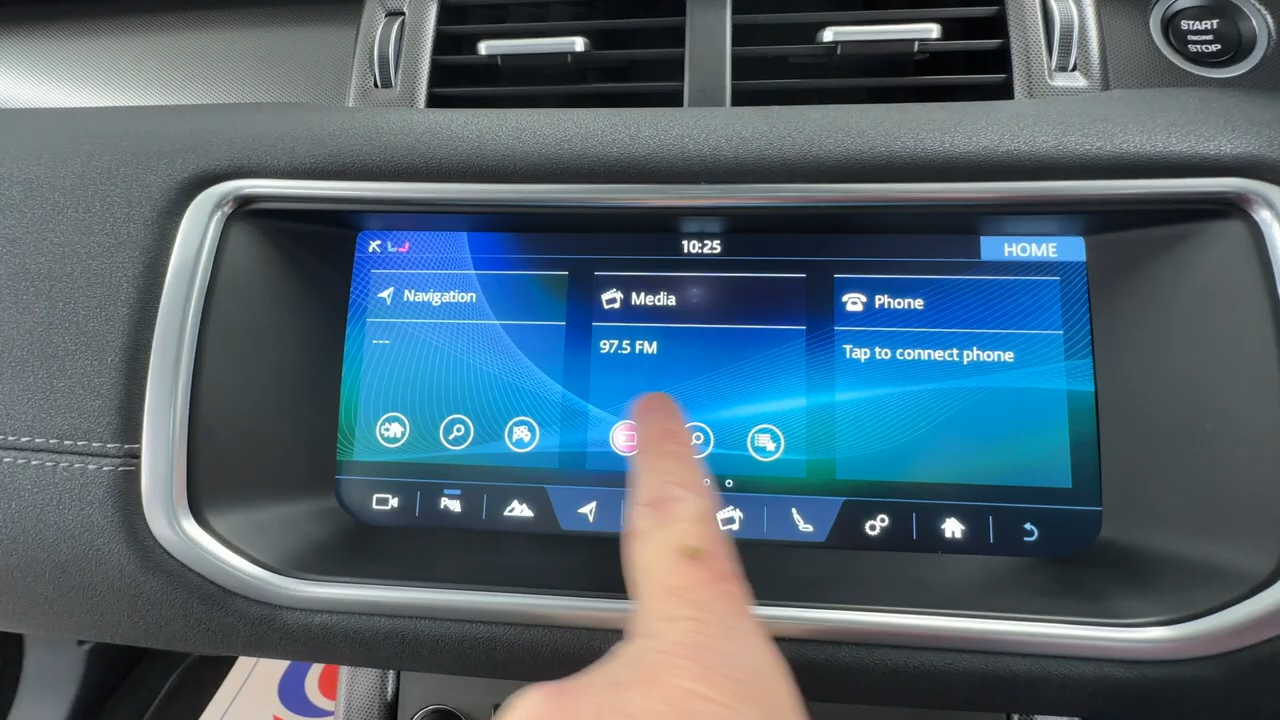 START
ENGINE
STOP
10:25
HOME
Navigation
Media
Phone
---
97.5 FM
Tap to connect phone